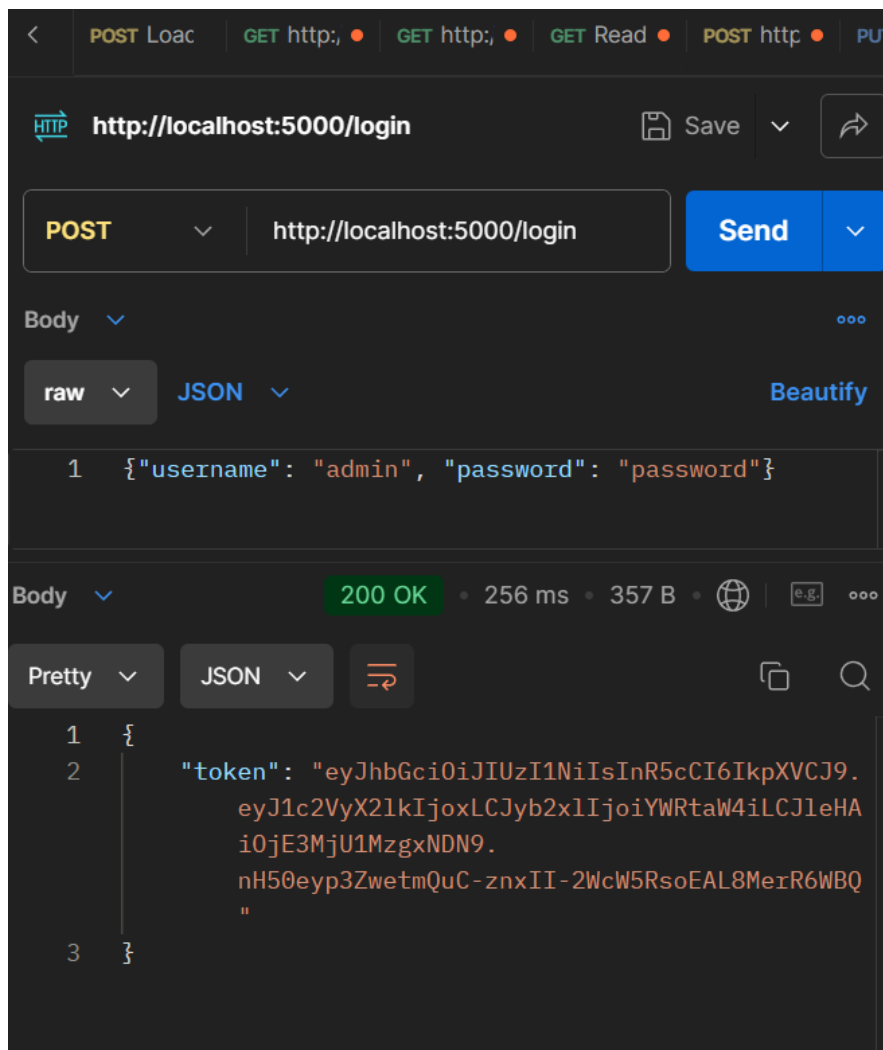 POST Loac GET http:, GET http:, GET Read POST http PU
HTTP http://localhost:5000/login Save
POST http://localhost:5000/login Send
Body
raw JSON Beautify
1 {"username": "admin", "password": "password"}
Body 200 OK • 256 ms • 357 B • e.g.
Pretty JSON
1 {
2 "token": "eyJhbGciOiJIUzI1NiIsInR5cCI6IkpXVCJ9.
eyJ1c2VyX2lkIjoxLCJyb2xlIjoiYWRtaW4iLCJleHA
iOjE3MjU1MzgxNDN9.
nH50eyp3ZwetmQuC-znxII-2WcW5RsoEAL8MerR6WBQ
"
3 }